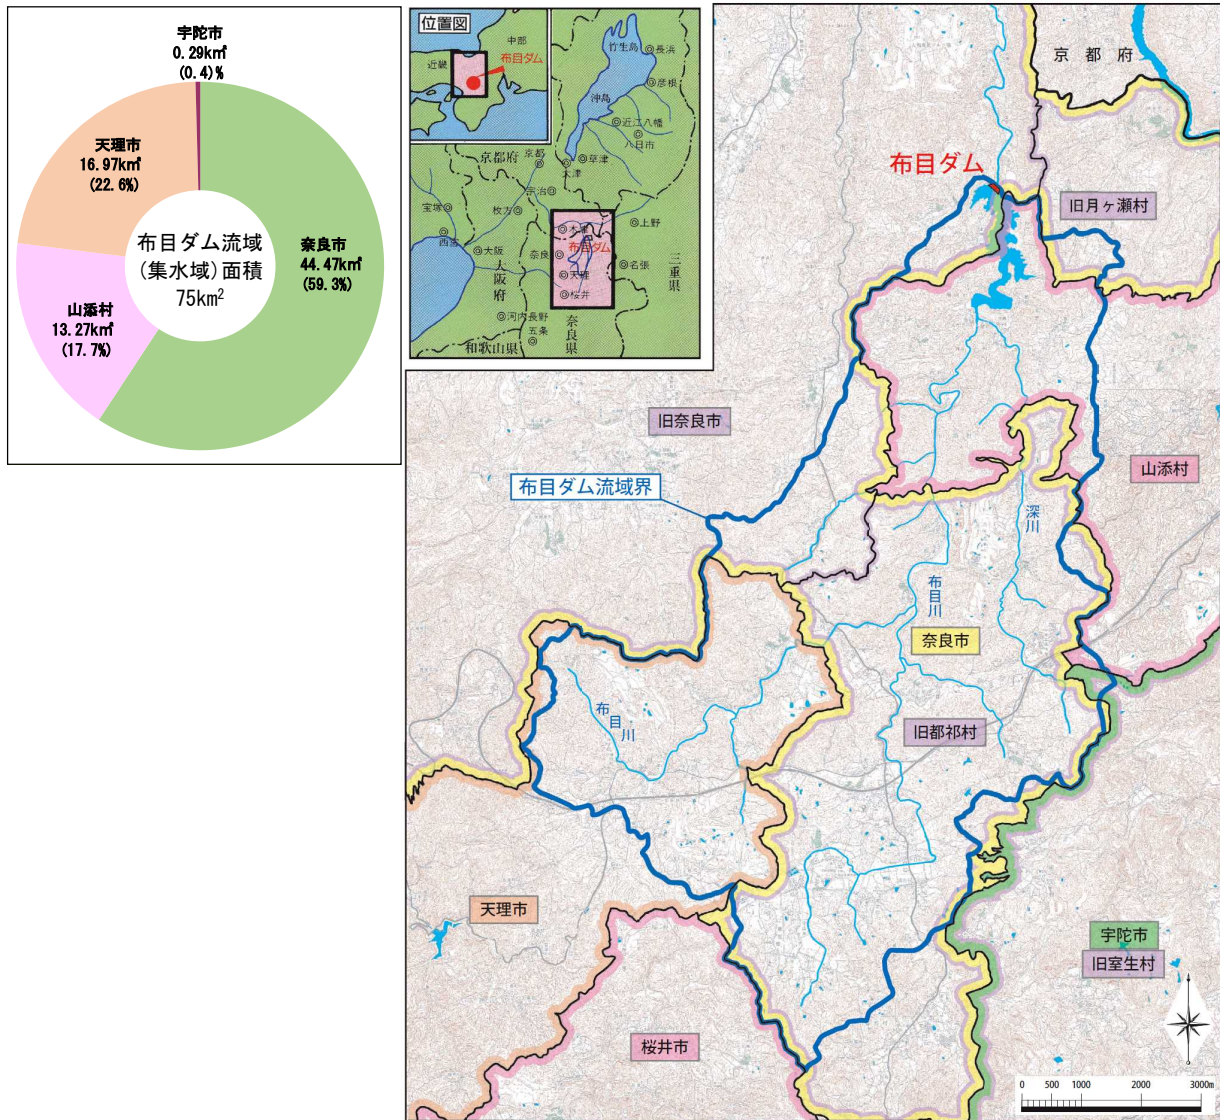 宇陀市
0.29k㎡
(0.4)%
天理市
16.97k㎡
(22.6%)
布目ダム流域
(集水域)面積
75km²
奈良市
44.47k㎡
(59.3%)
山添村
13.27k㎡
(17.7%)
位置図
中部
近畿
布目ダム
竹生島
長浜
彦根
沖島
近江八幡
八日市
京都府
京都
草津
大津
宇治
宝塚
枚方
上野
西宮
木津
大阪
奈良
布目ダム
名張
三重県
天理
大阪府
桜井
河内長野
奈良県
五条
和歌山県
京都府
布目ダム
旧月ヶ瀬村
旧奈良市
山添村
布目ダム流域界
深川
布目川
奈良市
布目川
旧都祁村
天理市
宇陀市
旧室生村
桜井市
0 500 1000 2000 3000m